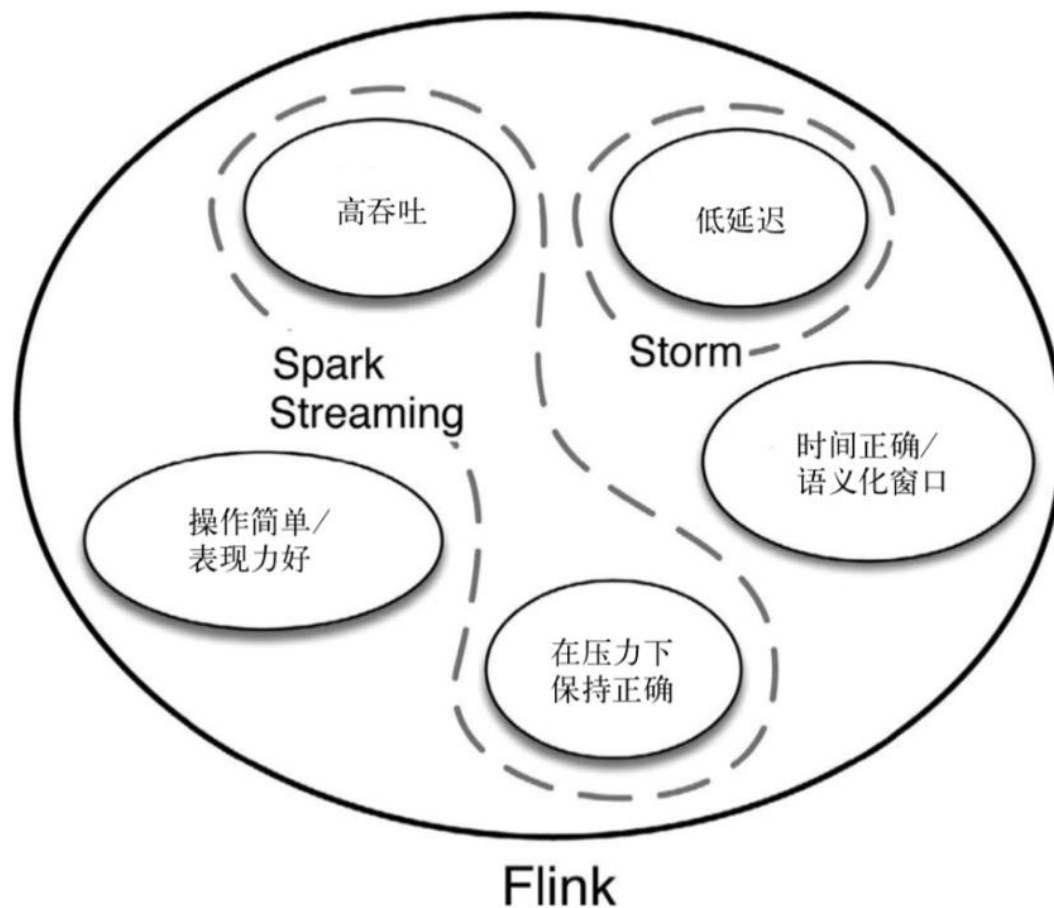 高吞吐
低延迟
Spark
Streaming
Storm
时间正确/
语义化窗口
操作简单/
表现力好
在压力下
保持正确
Flink